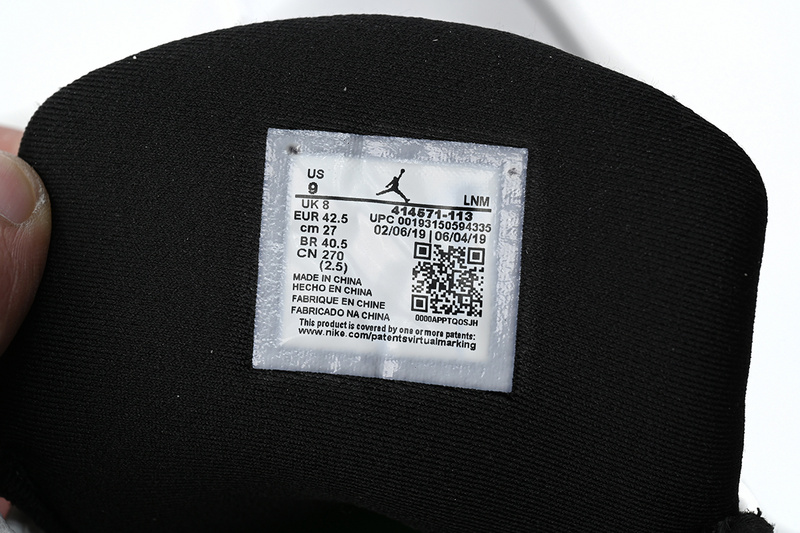 US
9
LNM
UK 8
414571-113
EUR 42.5
UPC 00193150594335
cm 27
02/06/19 | 06/04/19
BR 40.5
CN 270
(2.5)
MADE IN CHINA
HECHO EN CHINA
FABRIQUE EN CHINE
FABRICADO NA CHINA
0000APPTQOSJH
This product is covered by one or more patents:
www.nike.com/patentsvirtualmarking